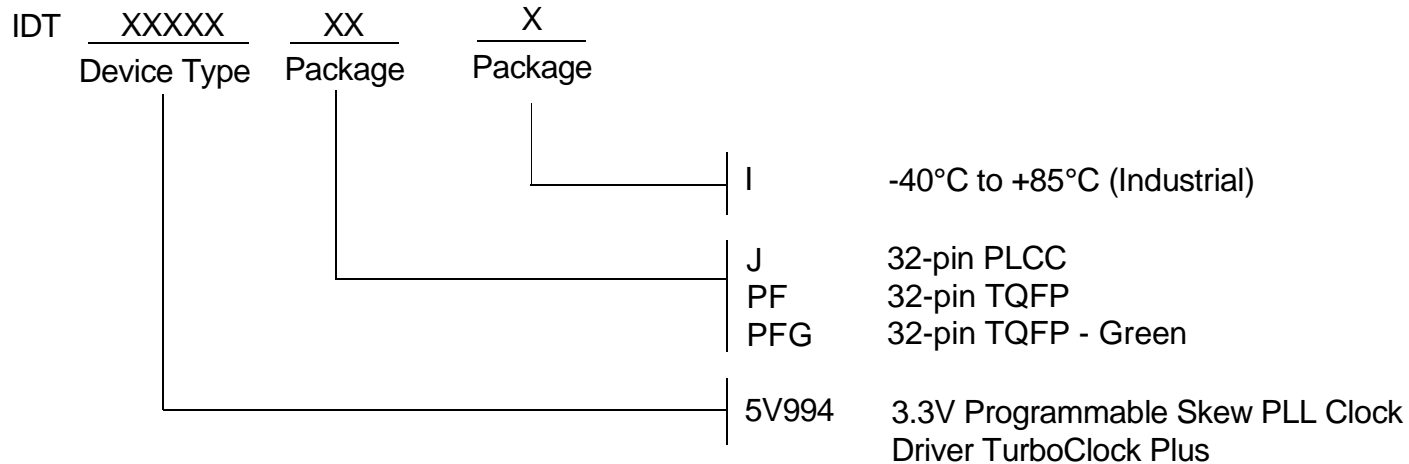 IDT XXXXX XX X
Device Type Package Package
I -40°C to +85°C (Industrial)
J 32-pin PLCC
PF 32-pin TQFP
PFG 32-pin TQFP - Green
5V994 3.3V Programmable Skew PLL Clock
Driver TurboClock Plus